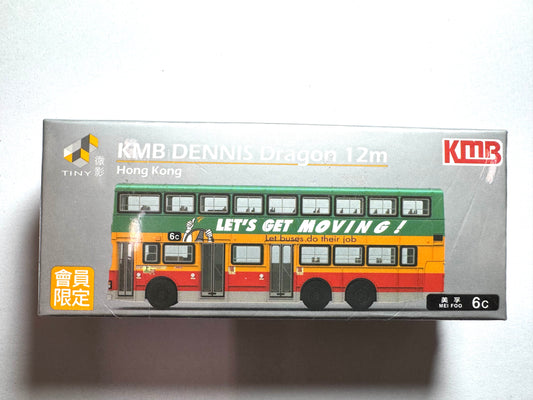 TINY
微影
KMB DENNIS Dragon 12m
Hong Kong
KMB
LET'S GET MOVING!
Let buses do their job
6C
會員
限定
美孚
MEI FOO
6C